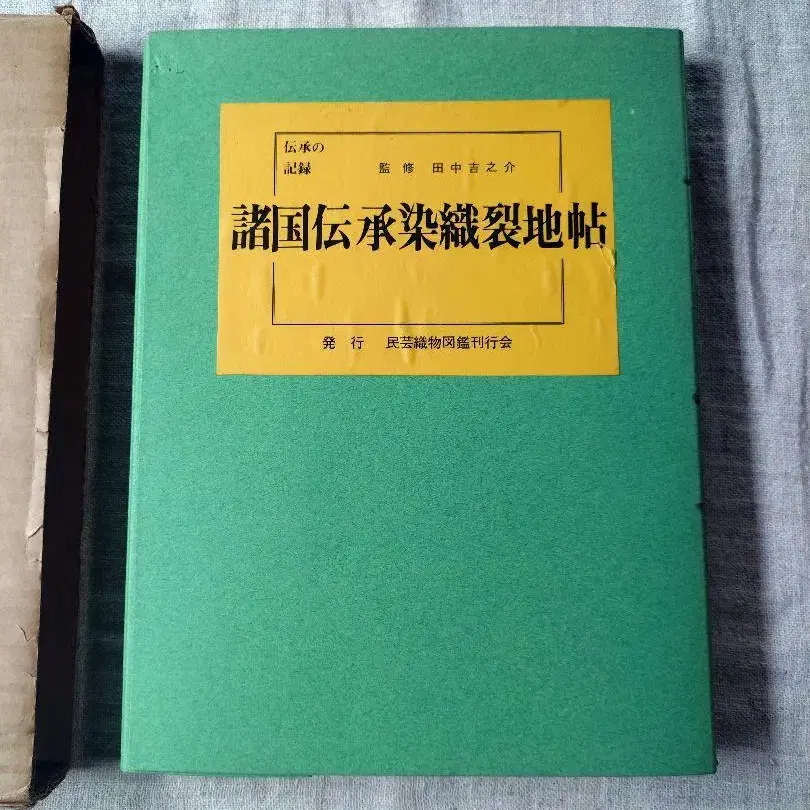 伝承の
記録
監修 田中吉之介
諸国伝承染織裂地帖
発行 民芸織物図鑑刊行会